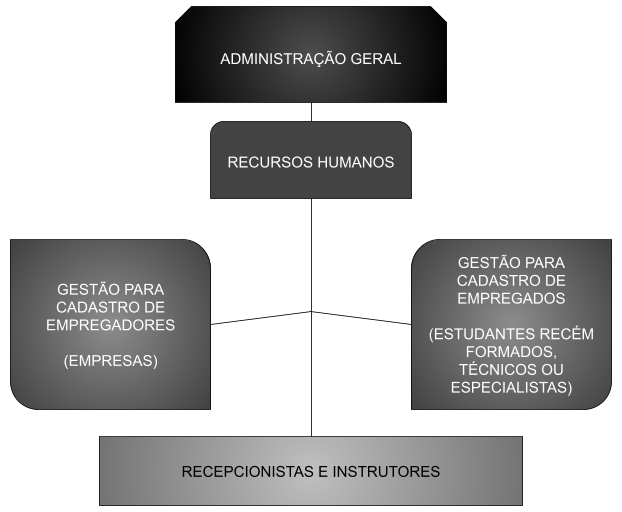 ADMINISTRAÇÃO GERAL
RECURSOS HUMANOS
GESTÃO PARA
CADASTRO DE
EMPREGADORES
(EMPRESAS)
GESTÃO PARA
CADASTRO DE
EMPREGADOS
(ESTUDANTES RECÉM
FORMADOS,
TÉCNICOS OU
ESPECIALISTAS)
RECEPCIONISTAS E INSTRUTORES